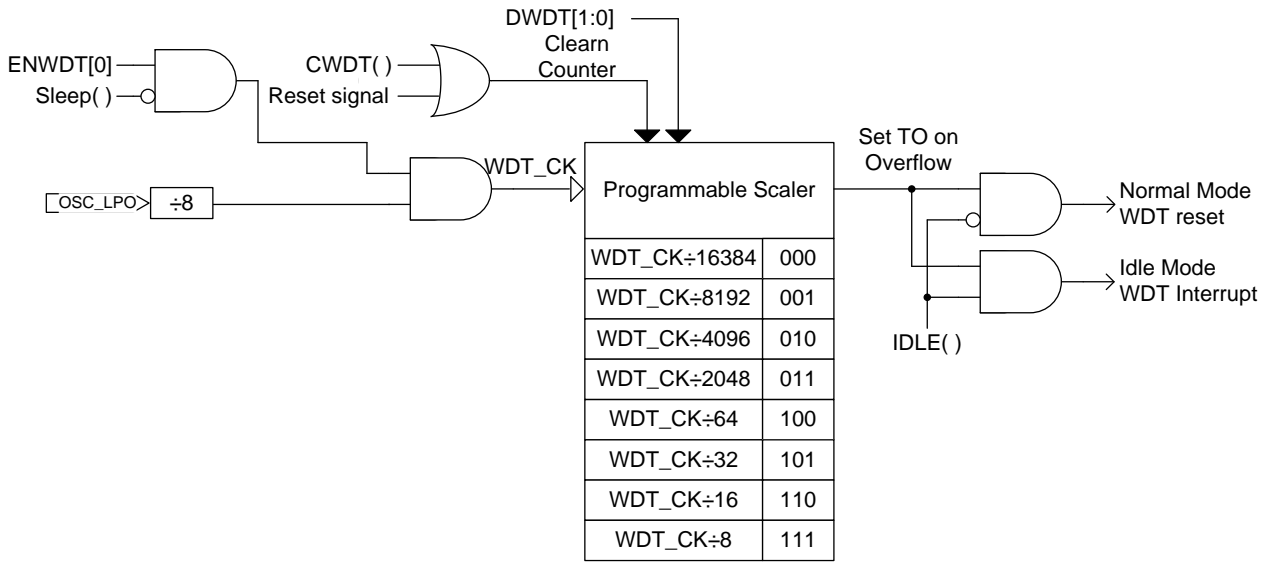 DWDT[1:0]
Clearn
Counter
ENWDT[0]
Sleep( )
CWDT( )
Reset signal
OSC_LPO
÷8
WDT_CK
Programmable Scaler
WDT_CK÷16384 000
WDT_CK÷8192 001
WDT_CK÷4096 010
WDT_CK÷2048 011
WDT_CK÷64 100
WDT_CK÷32 101
WDT_CK÷16 110
WDT_CK÷8 111
Set TO on
Overflow
Normal Mode
WDT reset
Idle Mode
WDT Interrupt
IDLE( )